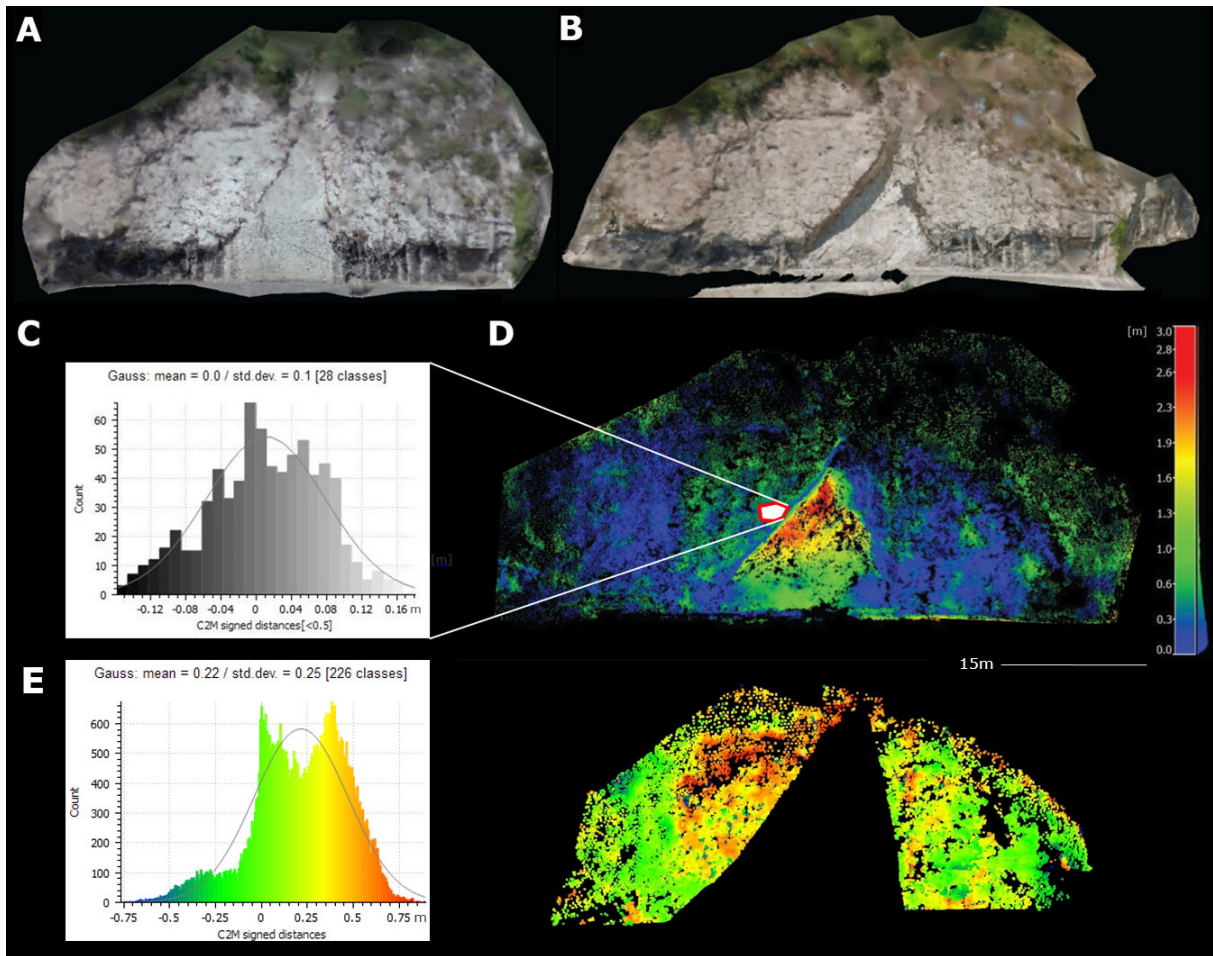 A
B
C
Gauss: mean = 0.0 / std.dev. = 0.1 [28 classes]
60
50
40
30
20
10
0
Count
-0.12 -0.08 -0.04 0 0.04 0.08 0.12 0.16 m
C2M signed distances[<0.5]
[m]
D
[m]
3.0
2.8
2.6
2.3
1.9
1.6
1.3
1.0
0.6
0.3
0.0
15m
E
Gauss: mean = 0.22 / std.dev. = 0.25 [226 classes]
600
500
400
300
200
100
0
Count
-0.75 -0.5 -0.25 0 0.25 0.5 0.75 m
C2M signed distances